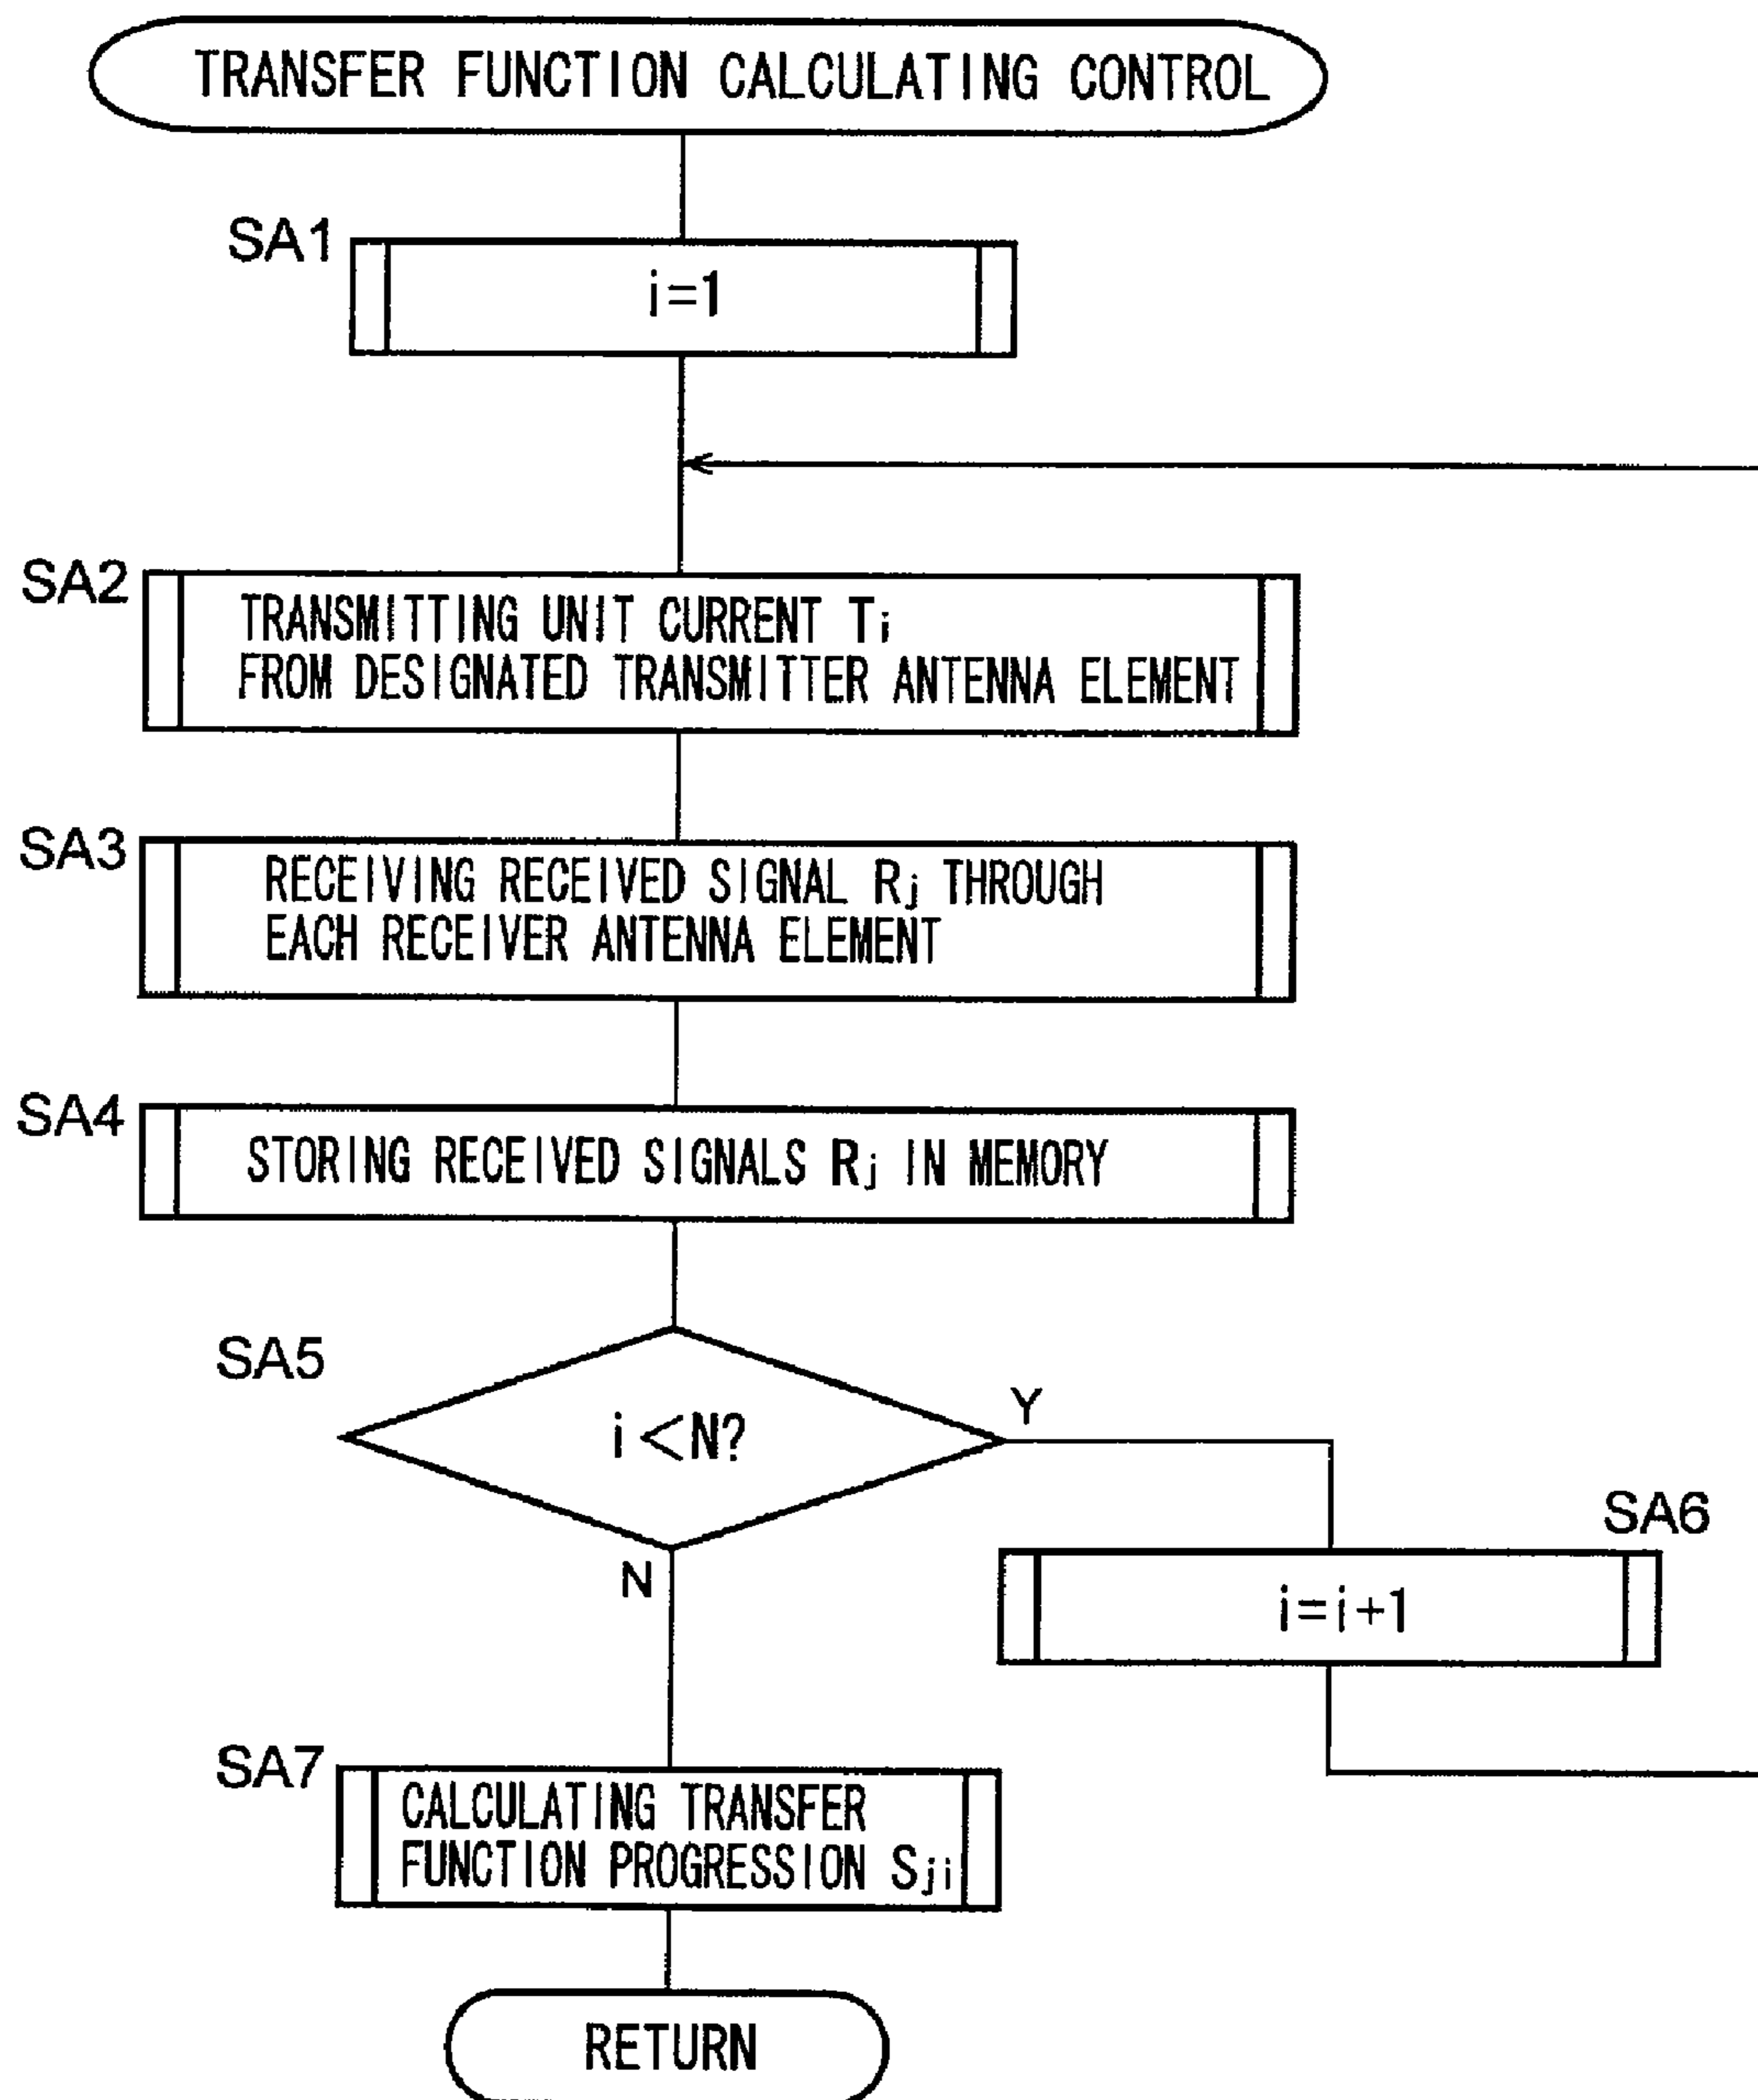 TRANSFER FUNCTION CALCULATING CONTROL
SA1
i=1
SA2
TRANSMITTING UNIT CURRENT Ti
FROM DESIGNATED TRANSMITTER ANTENNA ELEMENT
SA3
RECEIVING RECEIVED SIGNAL Rj THROUGH
EACH RECEIVER ANTENNA ELEMENT
SA4
STORING RECEIVED SIGNALS Rj IN MEMORY
SA5
i<N?
Y
N
SA6
i=i+1
SA7
CALCULATING TRANSFER
FUNCTION PROGRESSION Sji
RETURN